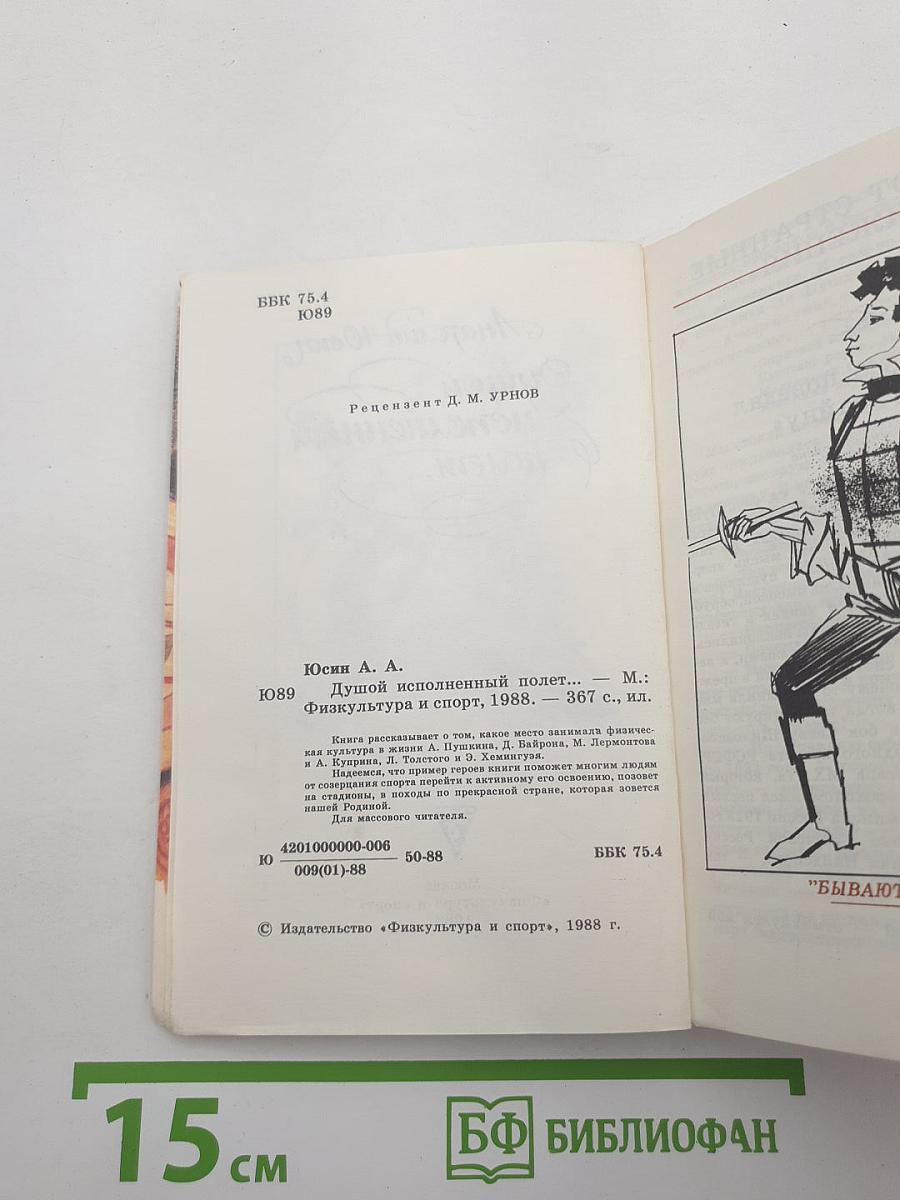 ББК 75.4
Ю89
Рецензент Д. М. УРНОВ
Юсин А. А.
Ю89 Душой исполненный полет... — М.:
Физкультура и спорт, 1988. — 367 с., ил.
Книга рассказывает о том, какое место занимала физичес-
кая культура в жизни А. Пушкина, Д. Байрона, М. Лермонтова
и А. Куприна, Л. Толстого и Э. Хемингуэя.
Надеемся, что пример героев книги поможет многим людям
от созерцания спорта перейти к активному его освоению, позовет
на стадионы, в походы по прекрасной стране, которая зовется
нашей Родиной.
Для массового читателя.
Ю 4201000000-006
009(01)-88 50-88 ББК 75.4
© Издательство «Физкультура и спорт», 1988 г.
"БЫВАЮТ
15 см
БФ БИБЛИОФАН